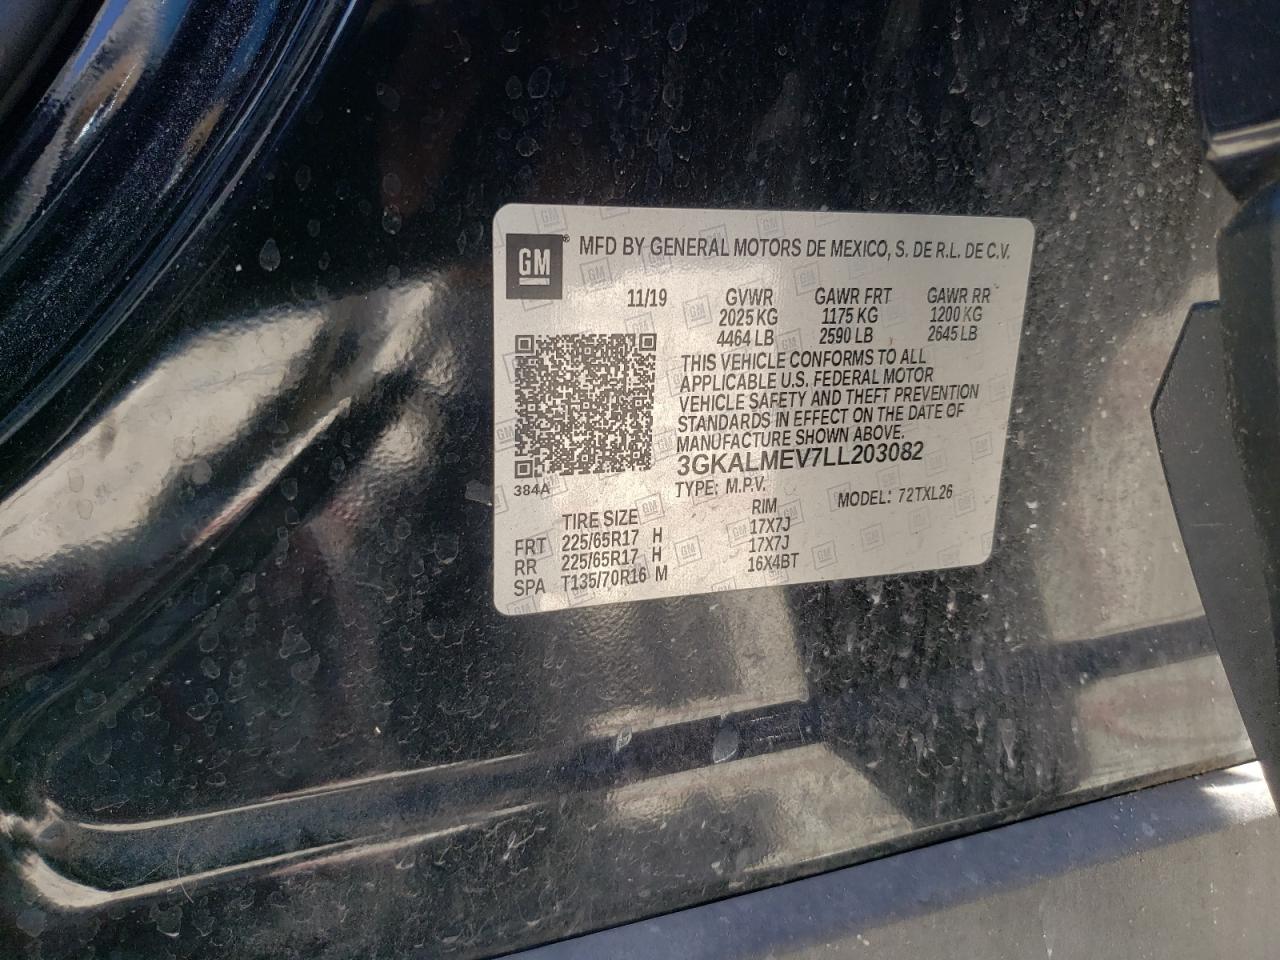 GM ® MFD BY GENERAL MOTORS DE MEXICO, S. DE R.L. DE C.V.
11/19 GVWR GAWR FRT GAWR RR
2025 KG 1175 KG 1200 KG
4464 LB 2590 LB 2645 LB
THIS VEHICLE CONFORMS TO ALL
APPLICABLE U.S. FEDERAL MOTOR
VEHICLE SAFETY AND THEFT PREVENTION
STANDARDS IN EFFECT ON THE DATE OF
MANUFACTURE SHOWN ABOVE.
3GKALMEV7LL203082
384A
TYPE: M.P.V. MODEL: 72TXL26
TIRE SIZE RIM
FRT 225/65R17 H 17X7J
RR 225/65R17 H 17X7J
SPA T135/70R16 M 16X4BT